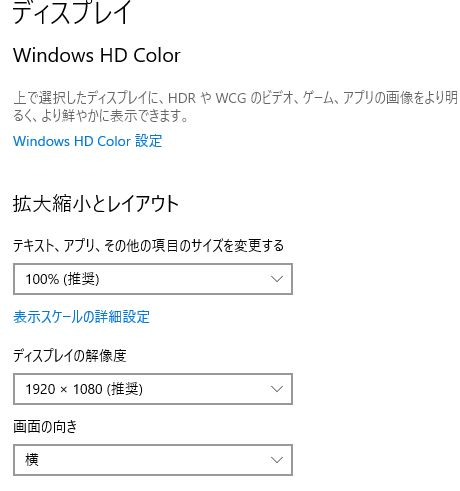 ディスプレイ
Windows HD Color
上で選択したディスプレイに、HDR や WCG のビデオ、ゲーム、アプリの画像をより明
るく、より鮮やかに表示できます。
Windows HD Color 設定
拡大縮小とレイアウト
テキスト、アプリ、その他の項目のサイズを変更する
100% (推奨)
表示スケールの詳細設定
ディスプレイの解像度
1920 × 1080 (推奨)
画面の向き
横